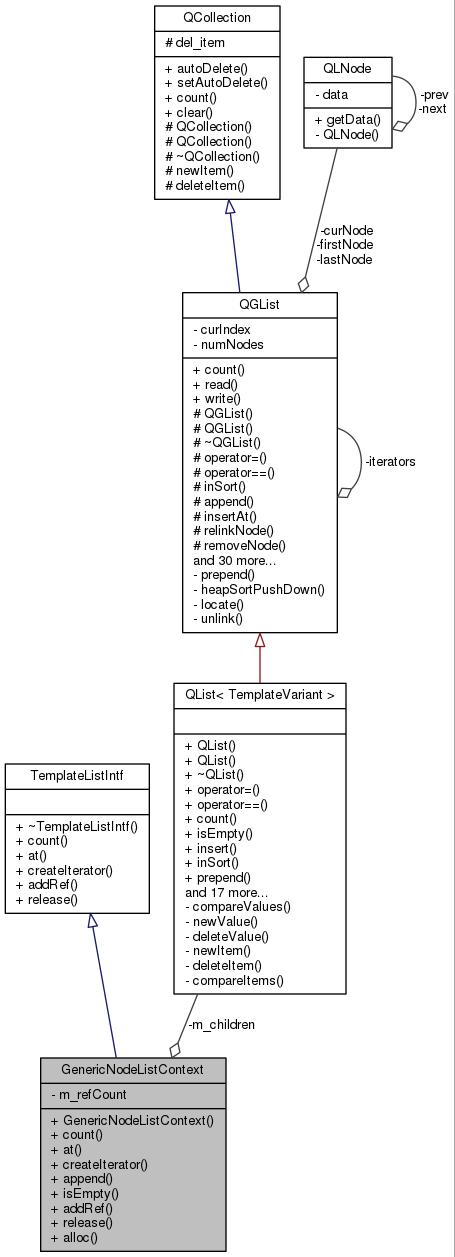 QCollection
# del_item
+ autoDelete()
+ setAutoDelete()
+ count()
+ clear()
# QCollection()
# QCollection()
# ~QCollection()
# newItem()
# deleteItem()
QLNode
- data
+ getData()
- QLNode()
-prev
-next
-curNode
-firstNode
-lastNode
QGList
- curIndex
- numNodes
+ count()
+ read()
+ write()
# QGList()
# QGList()
# ~QGList()
# operator=()
# operator==()
# inSort()
# append()
# insertAt()
# relinkNode()
# removeNode()
and 30 more...
- prepend()
- heapSortPushDown()
- locate()
- unlink()
-iterators
QList< TemplateVariant >
+ QList()
+ QList()
+ ~QList()
+ operator=()
+ operator==()
+ count()
+ isEmpty()
+ insert()
+ inSort()
+ prepend()
and 17 more...
- compareValues()
- newValue()
- deleteValue()
- newItem()
- deleteItem()
- compareItems()
TemplateListIntf
+ ~TemplateListIntf()
+ count()
+ at()
+ createIterator()
+ addRef()
+ release()
-m_children
GenericNodeListContext
- m_refCount
+ GenericNodeListContext()
+ count()
+ at()
+ createIterator()
+ append()
+ isEmpty()
+ addRef()
+ release()
+ alloc()